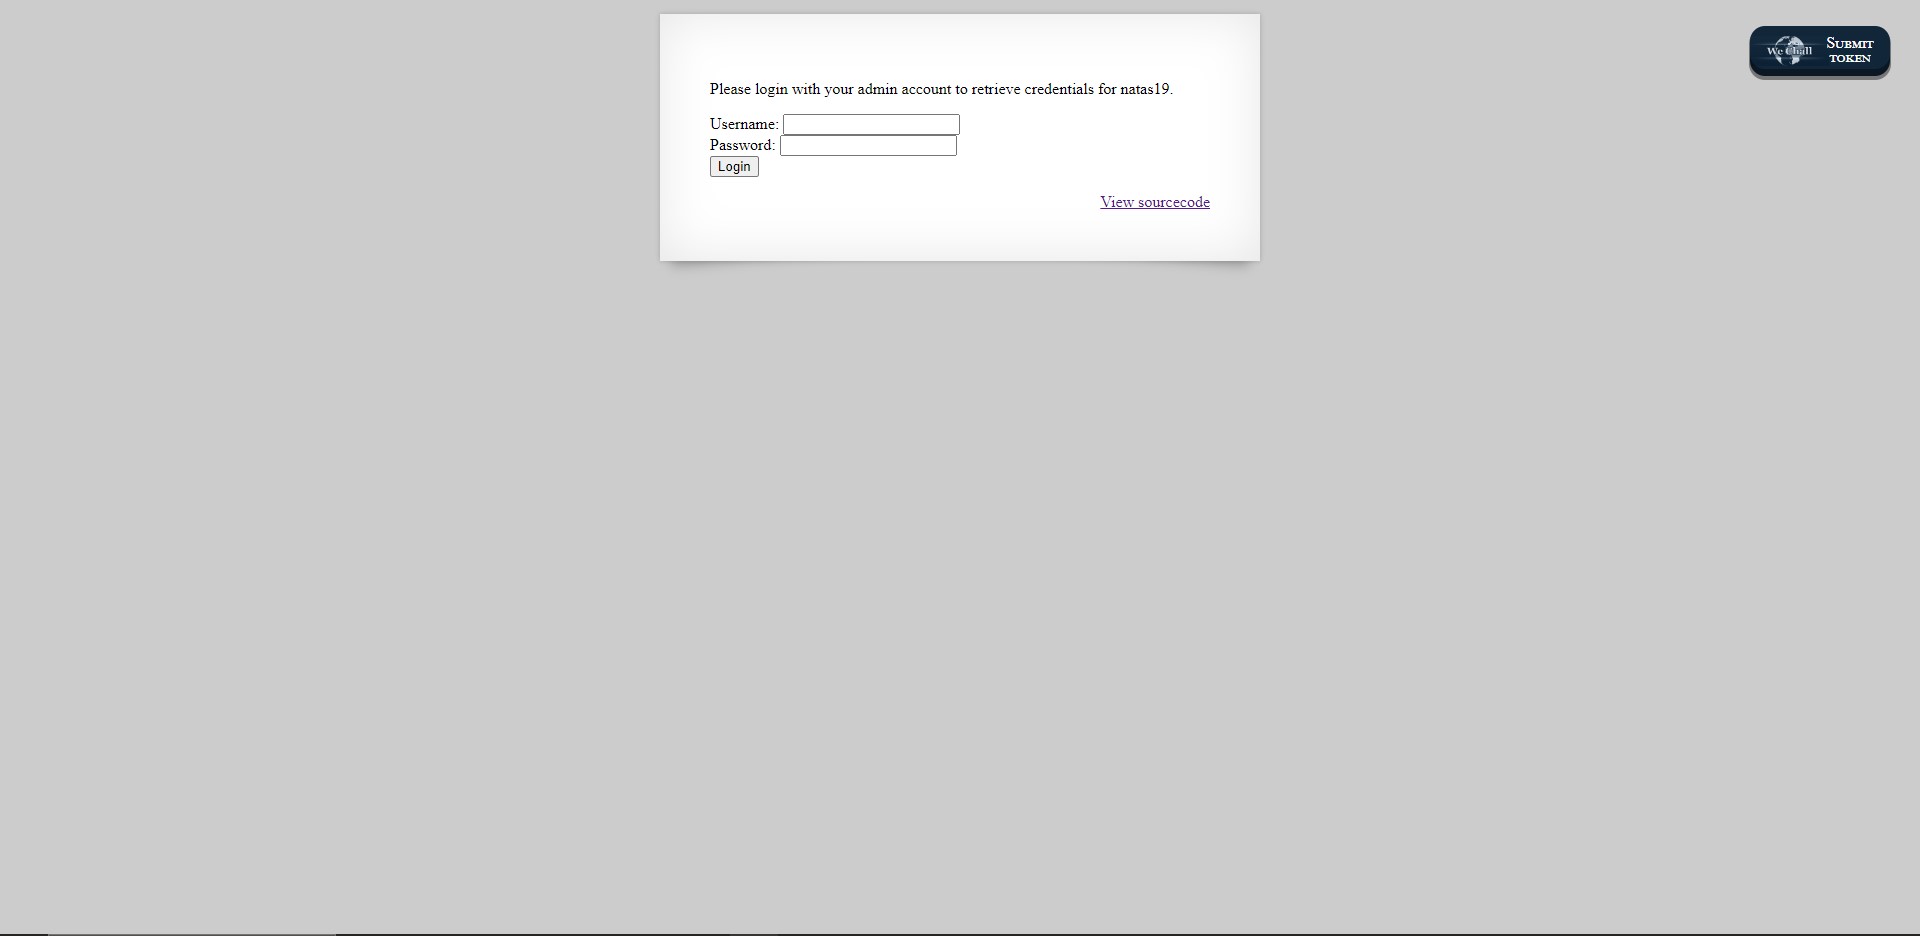 Please login with your admin account to retrieve credentials for natas19.
Username:
Password:
Login
View sourcecode
We Chall
SUBMIT
TOKEN